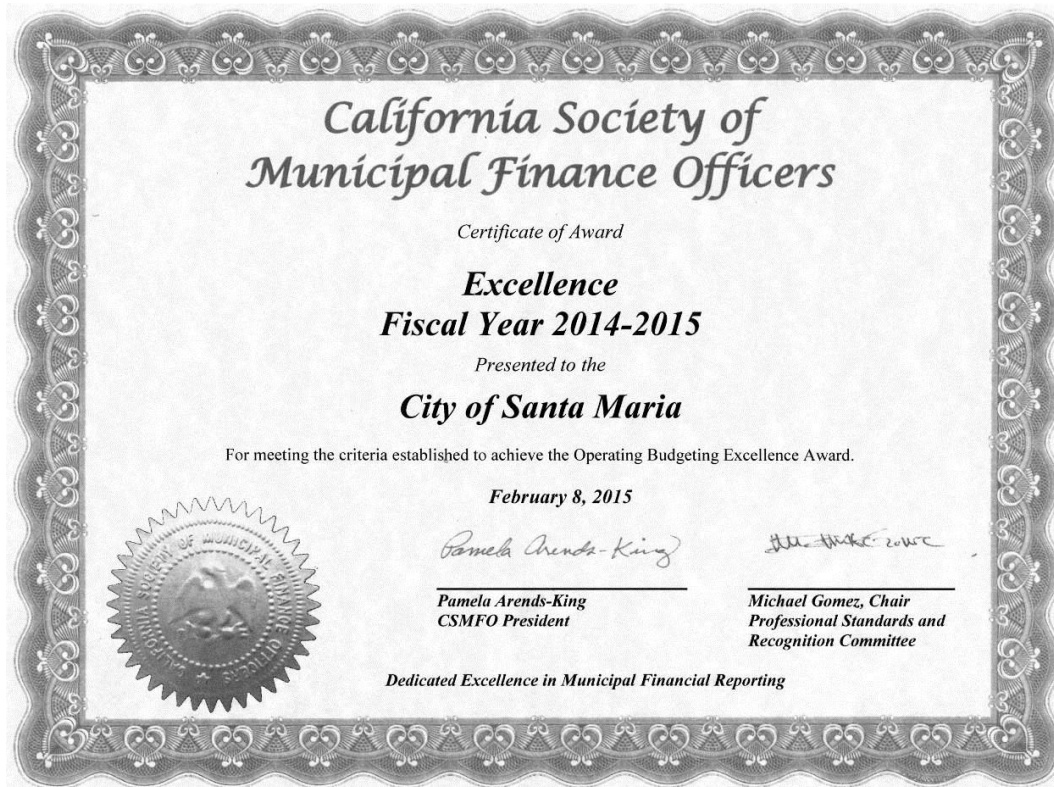 California Society of
Municipal Finance Officers
Certificate of Award
Excellence
Fiscal Year 2014-2015
Presented to the
City of Santa Maria
For meeting the criteria established to achieve the Operating Budgeting Excellence Award.
February 8, 2015
CALIFORNIA SOCIETY OF MUNICIPAL FINANCE OFFICERS
Pamela Arends-King
Pamela Arends-King
CSMFO President
Michael Gomez, Chair
Professional Standards and
Recognition Committee
Dedicated Excellence in Municipal Financial Reporting